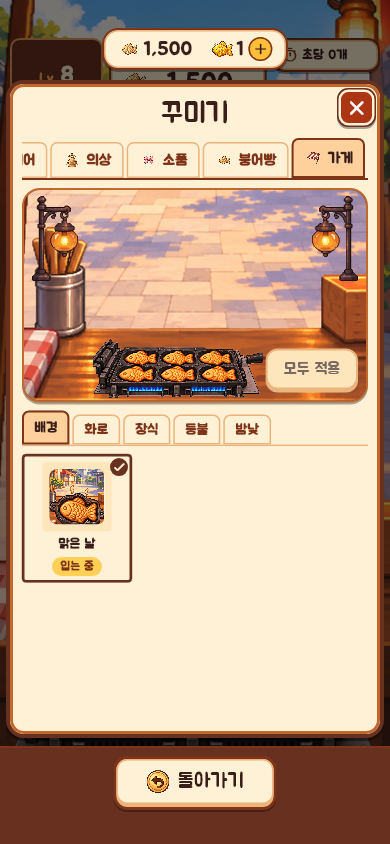 1,500
1
초당 0개
Lv 8
1,500
꾸미기
어
의상
소품
붕어빵
가게
모두 적용
배경
화로
장식
등불
밤낮
맑은 날
입는 중
돌아가기